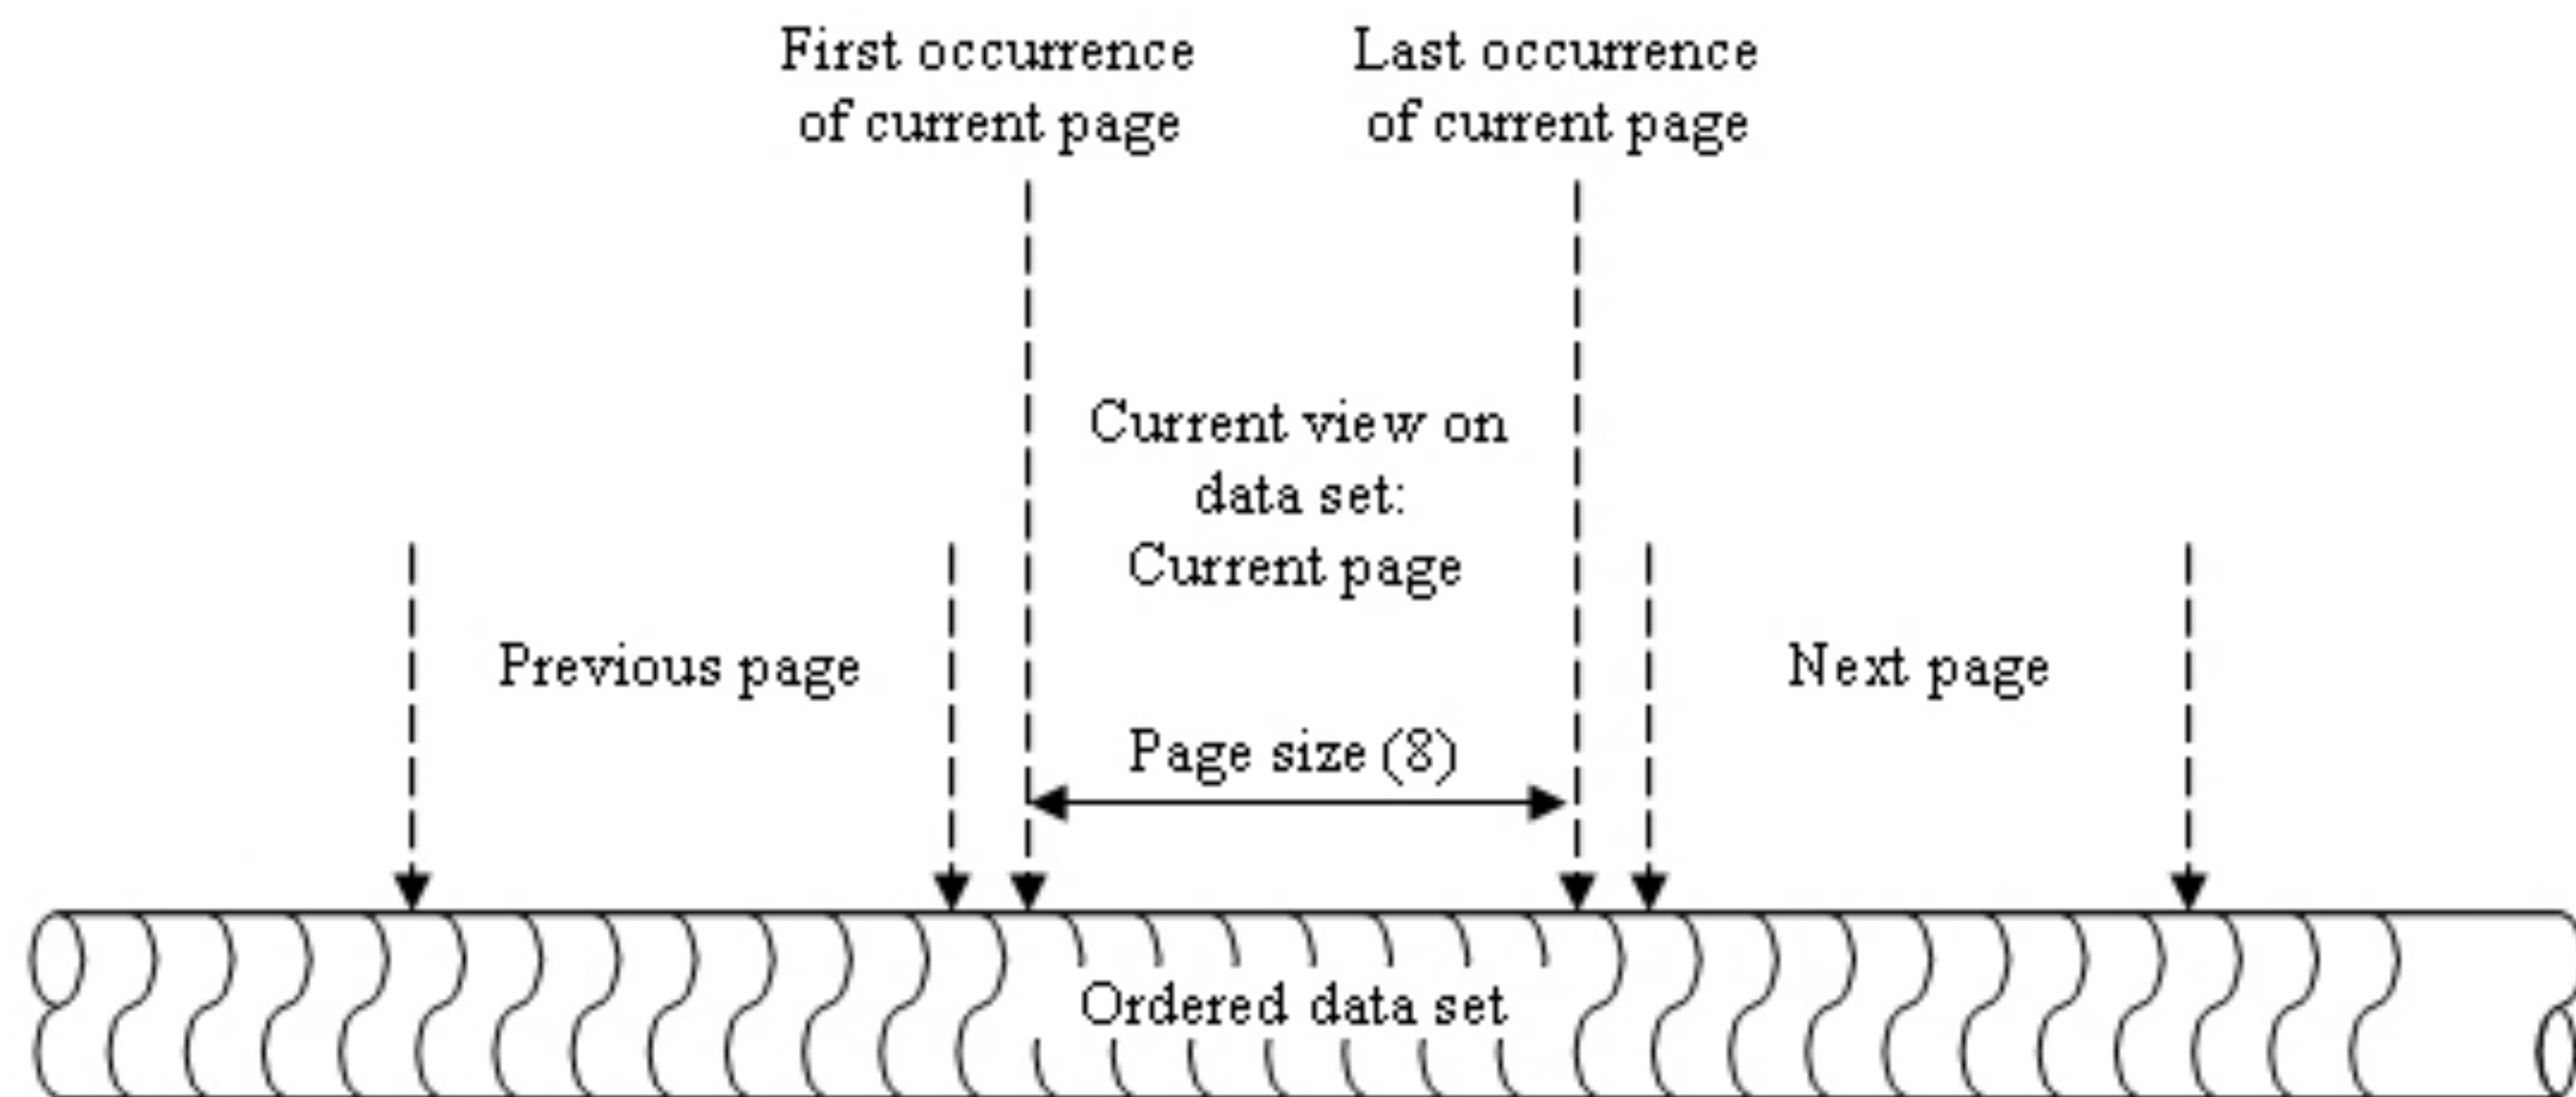 First occurrence
of current page
Last occurrence
of current page
Current view on
data set:
Current page
Previous page
Next page
Page size (8)
Ordered data set